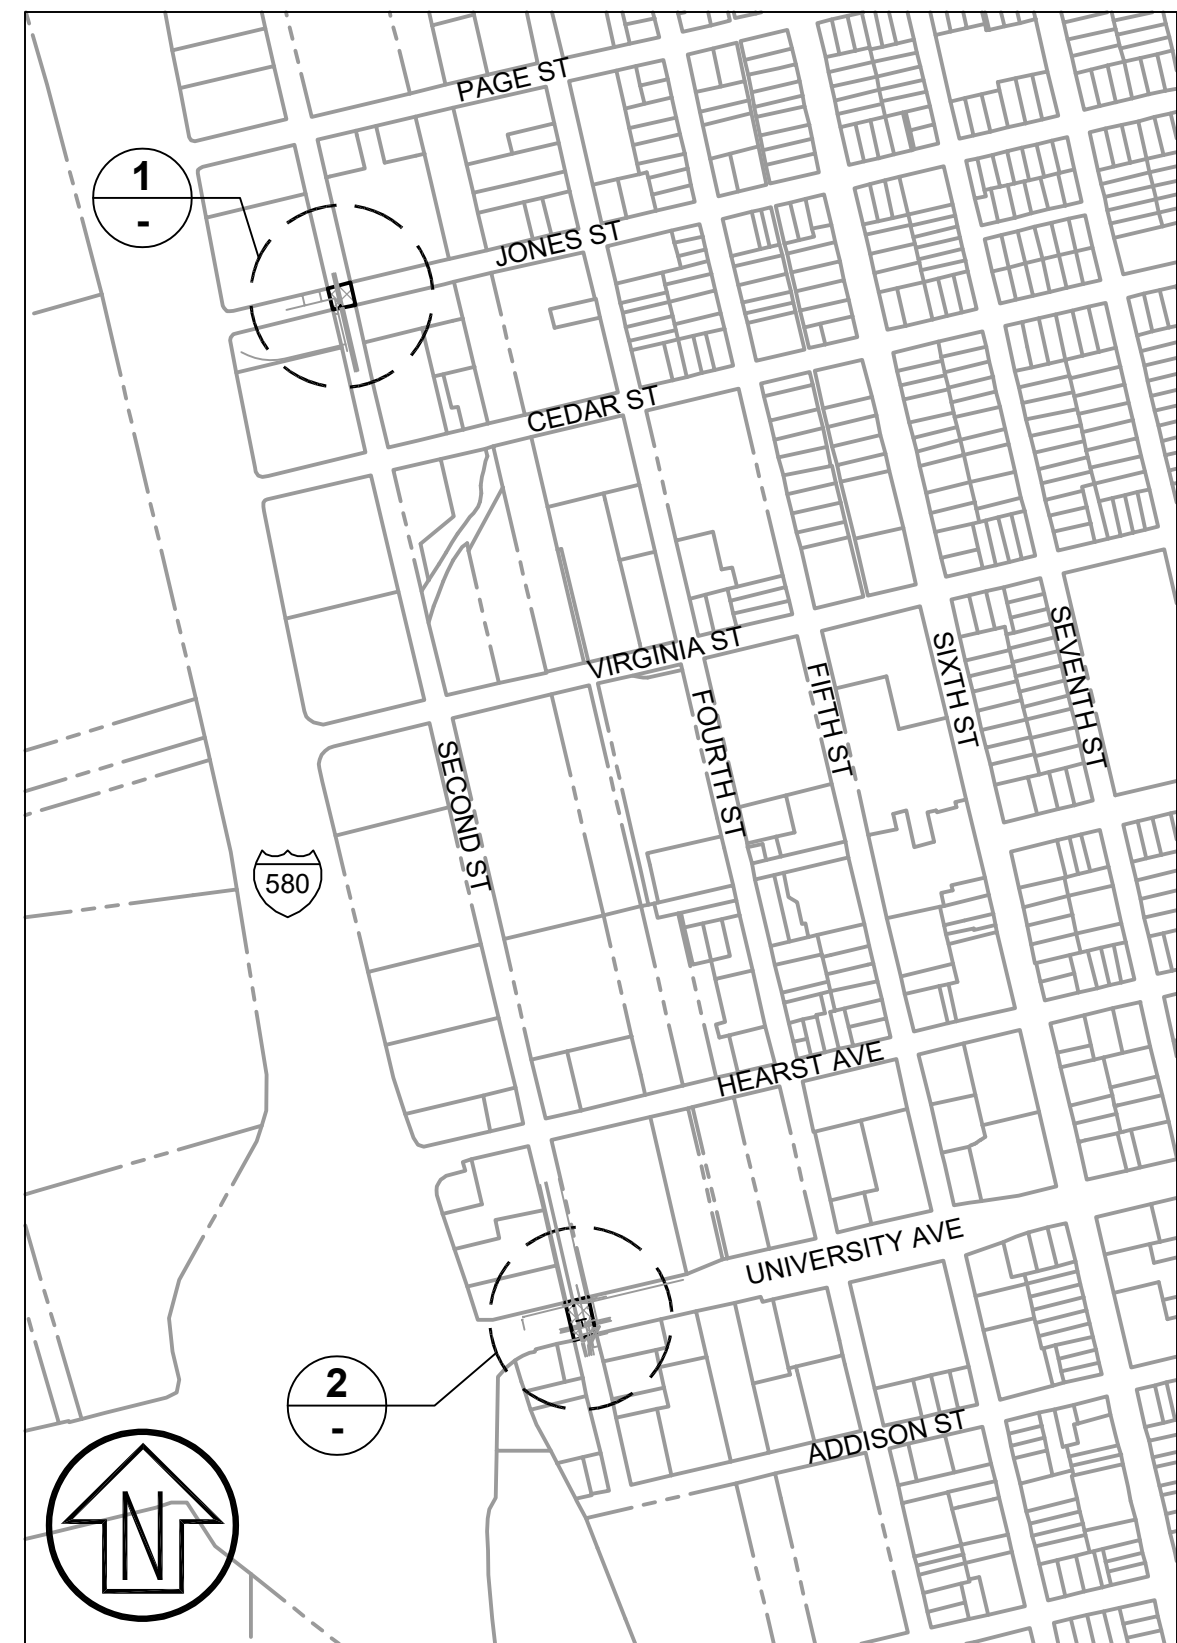 PAGE ST
1
-
JONES ST
CEDAR ST
VIRGINIA ST
SECOND ST
FOURTH ST
FIFTH ST
SIXTH ST
SEVENTH ST
580
HEARST AVE
UNIVERSITY AVE
2
-
ADDISON ST
N